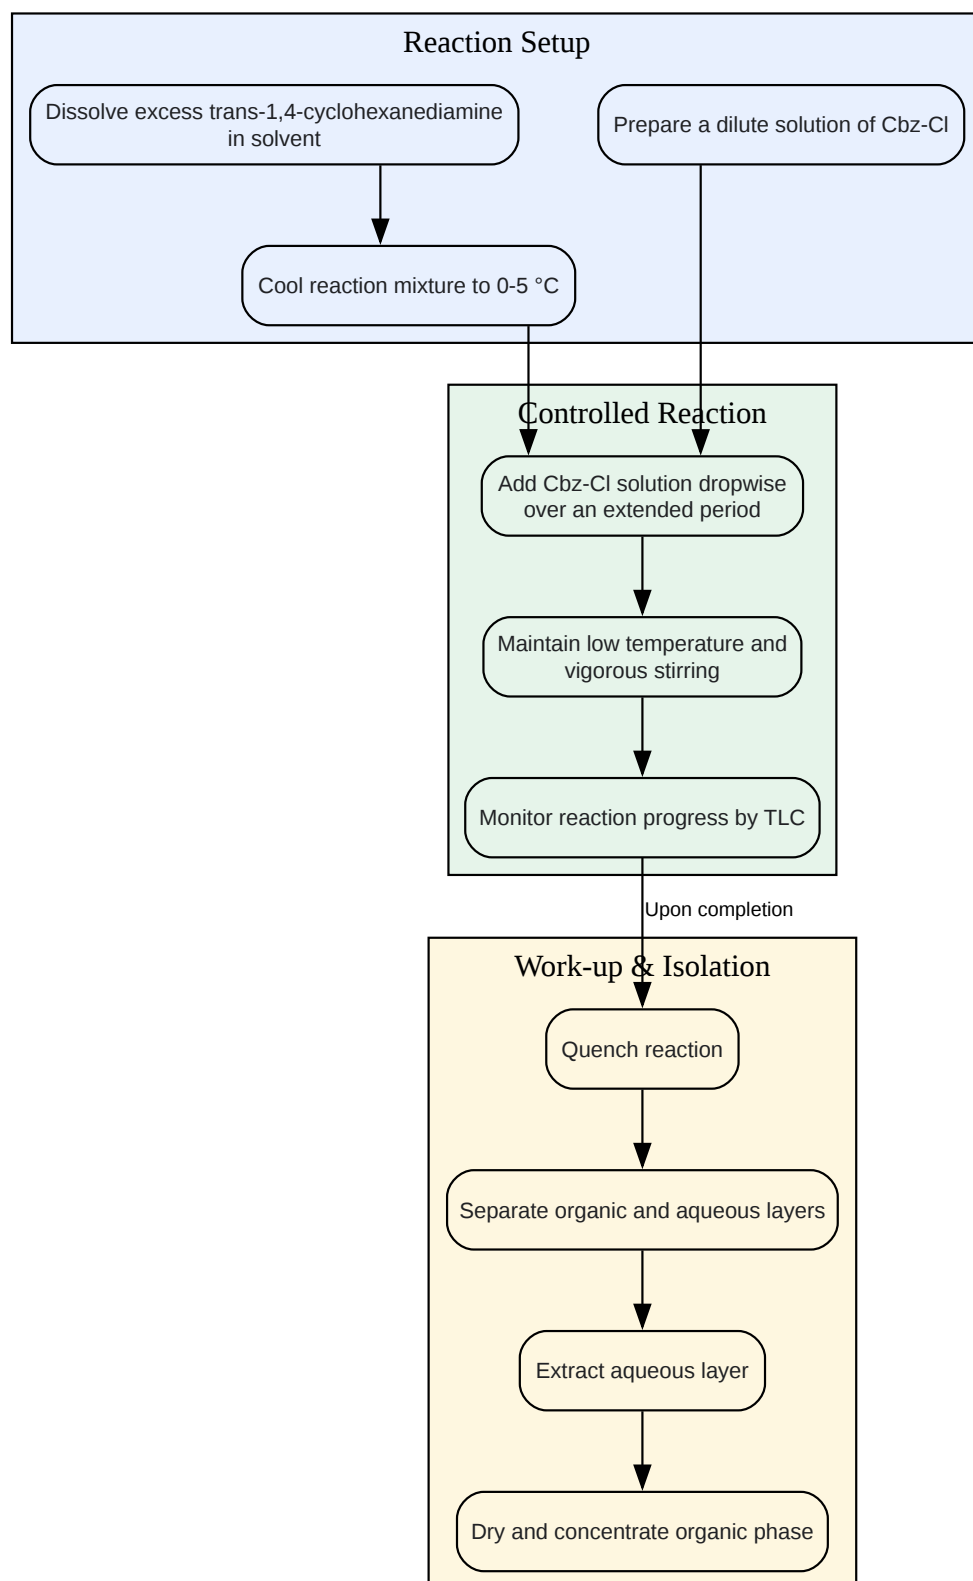 Reaction Setup
Dissolve excess trans-1,4-cyclohexanediamine
in solvent
Prepare a dilute solution of Cbz-Cl
Cool reaction mixture to 0-5 °C
Controlled Reaction
Add Cbz-Cl solution dropwise
over an extended period
Maintain low temperature and
vigorous stirring
Monitor reaction progress by TLC
Upon completion
Work-up & Isolation
Quench reaction
Separate organic and aqueous layers
Extract aqueous layer
Dry and concentrate organic phase